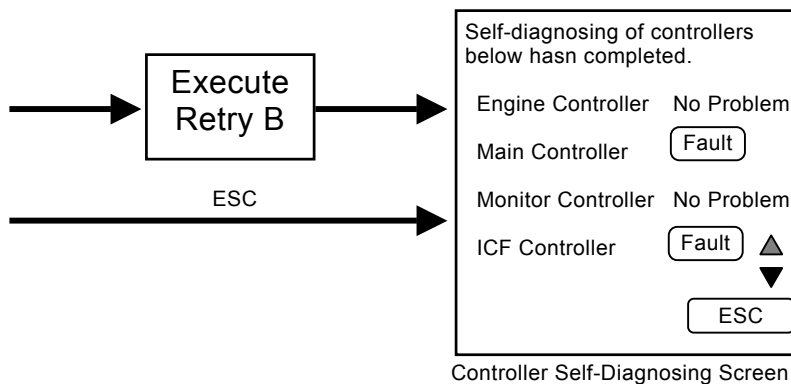 Execute
Retry B
ESC
Self-diagnosing of controllers
below hasn completed.
Engine Controller No Problem
Main Controller Fault
Monitor Controller No Problem
ICF Controller Fault
ESC
Controller Self-Diagnosing Screen